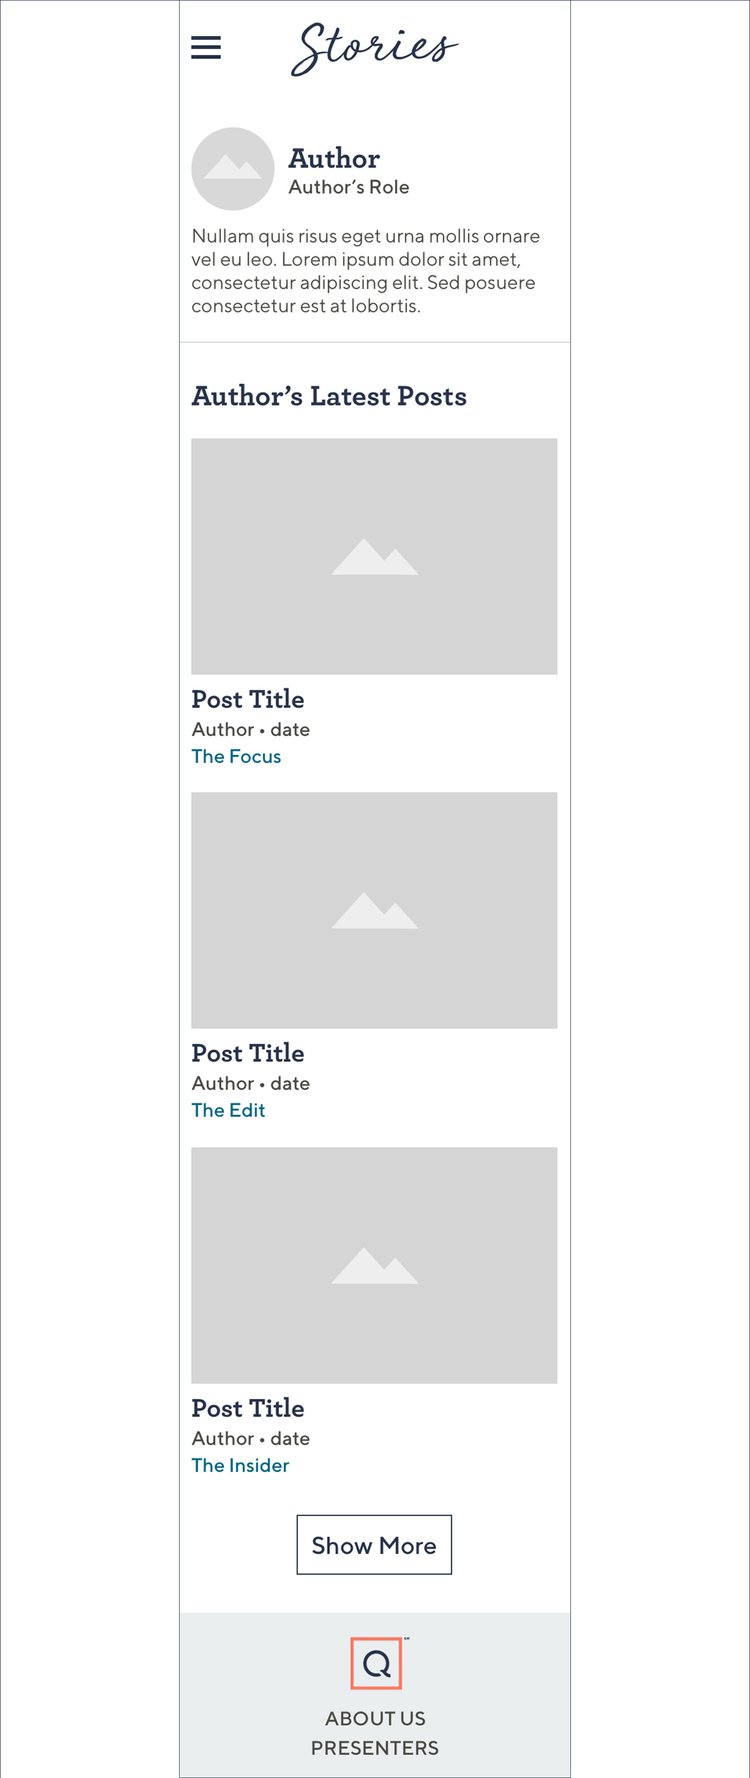 Stories
Author
Author’s Role
Nullam quis risus eget urna mollis ornare
vel eu leo. Lorem ipsum dolor sit amet,
consectetur adipiscing elit. Sed posuere
consectetur est at lobortis.
Author’s Latest Posts
Post Title
Author • date
The Focus
Post Title
Author • date
The Edit
Post Title
Author • date
The Insider
Show More
Q
ABOUT US
PRESENTERS